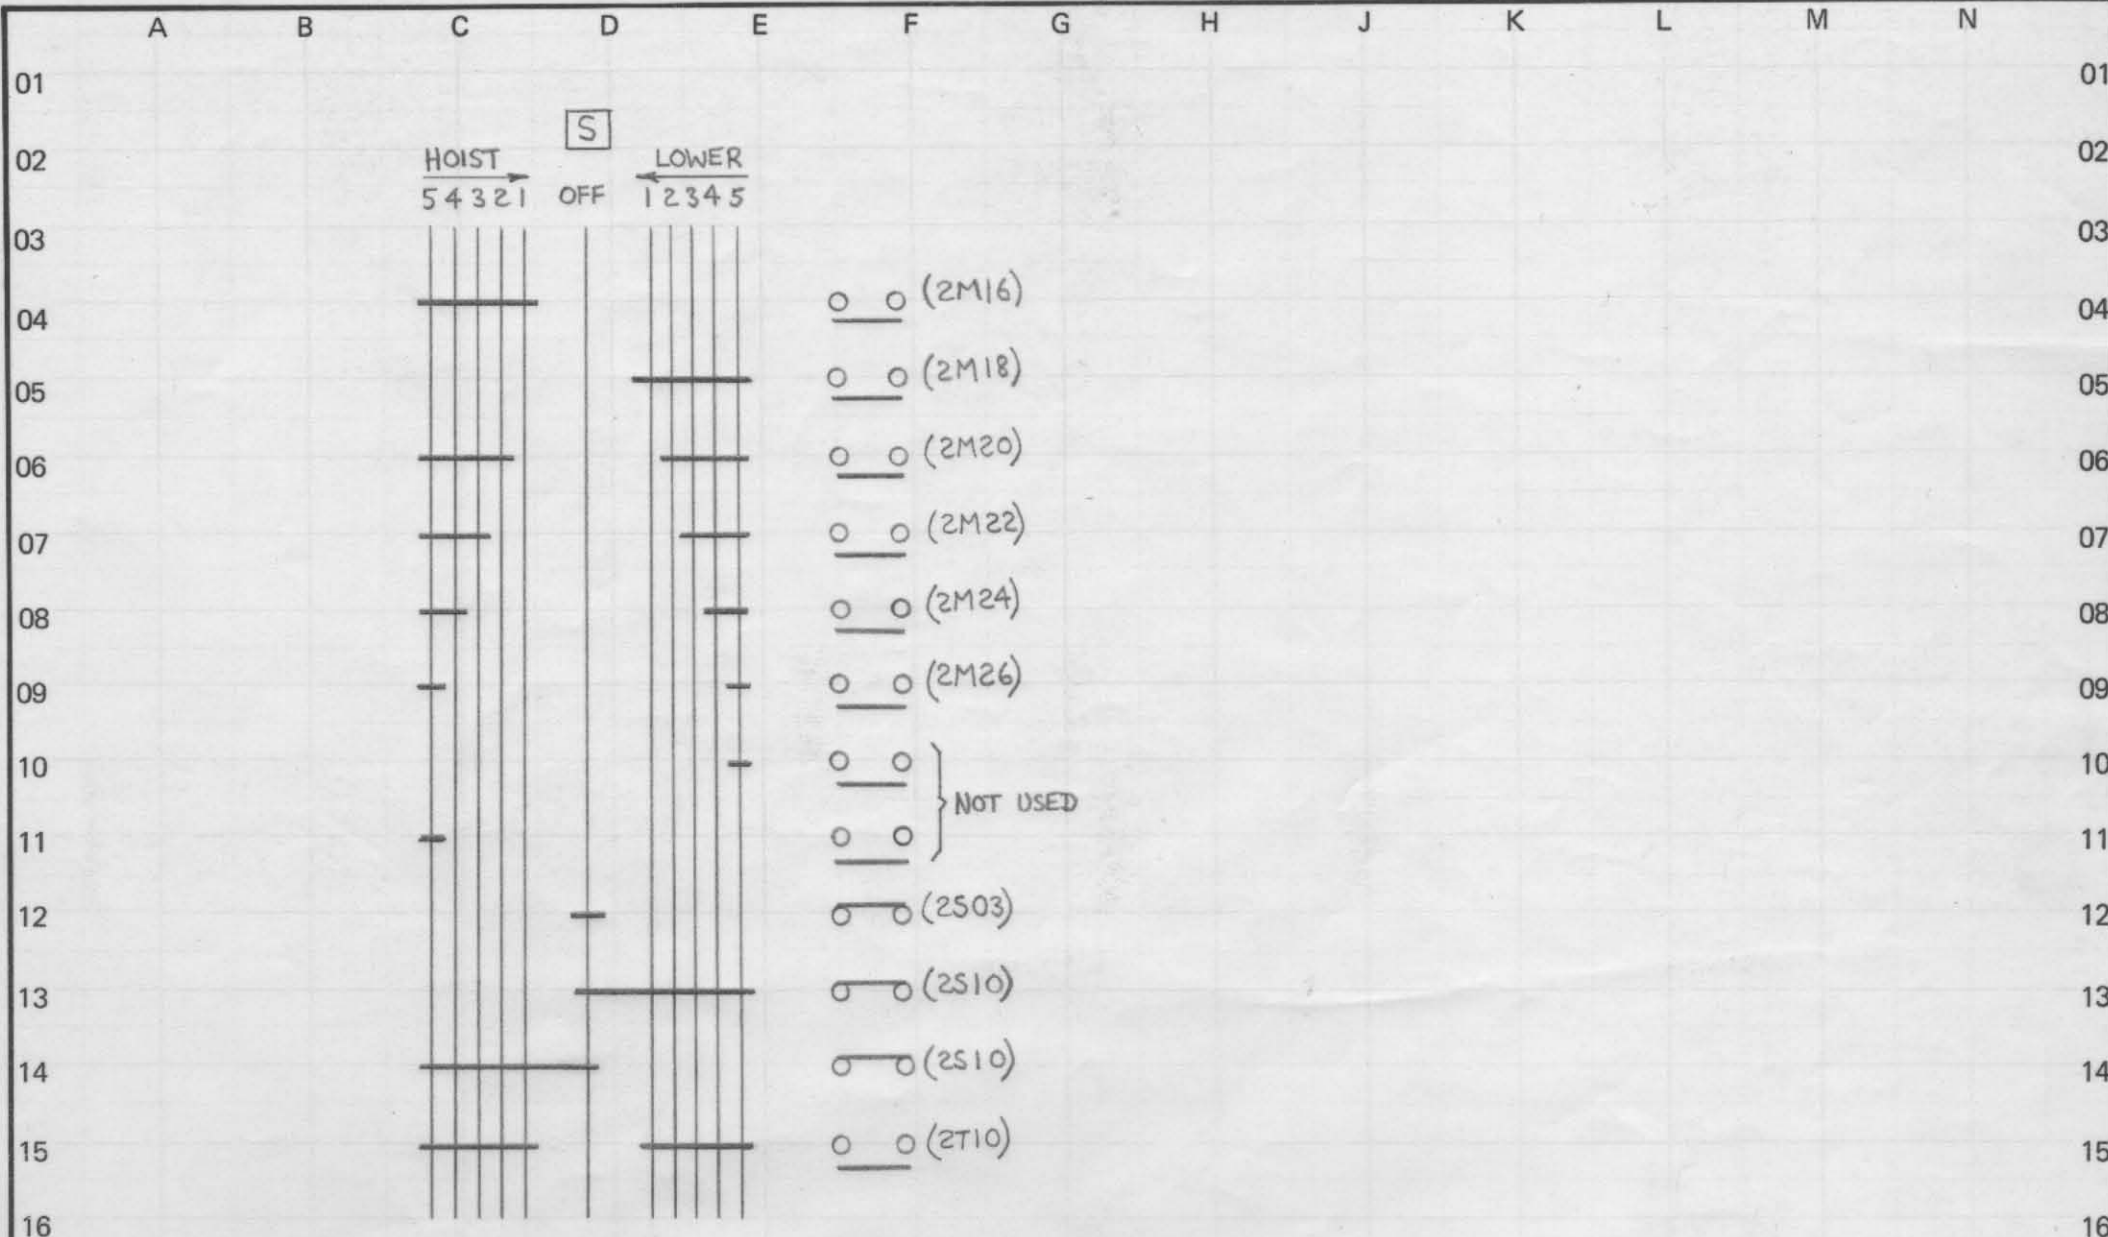 A B C D E F G H J K L M N
01 01
S
02 HOIST LOWER 02
5 4 3 2 1 OFF 1 2 3 4 5
03 03
(2M16)
04 04
(2M18)
05 05
(2M20)
06 06
(2M22)
07 07
(2M24)
08 08
(2M26)
09 09
10 10
NOT USED
11 11
(2S03)
12 12
(2S10)
13 13
(2S10)
14 14
(2T10)
15 15
16 16